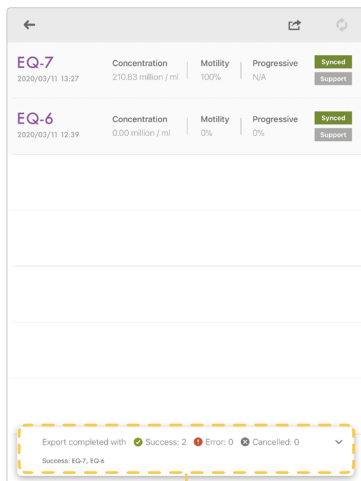 EQ-7 Concentration Motility Progressive Synced
2020/03/11 13:27 210.83 million / ml 100% N/A Support
EQ-6 Concentration Motility Progressive Synced
2020/03/11 12:39 0.00 million / ml 0% 0% Support
Export completed with Success: 2 Error: 0 Cancelled: 0
Success: EQ-7, EQ-6